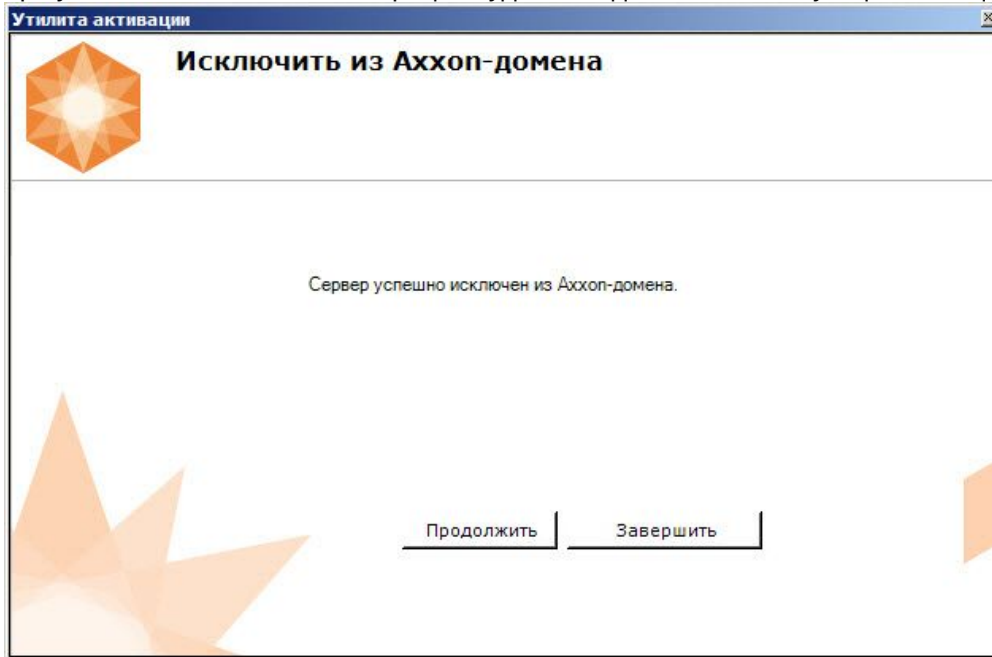 Утилита активации
Исключить из Axxon-домена
Сервер успешно исключен из Axxon-домена.
Продолжить
Завершить